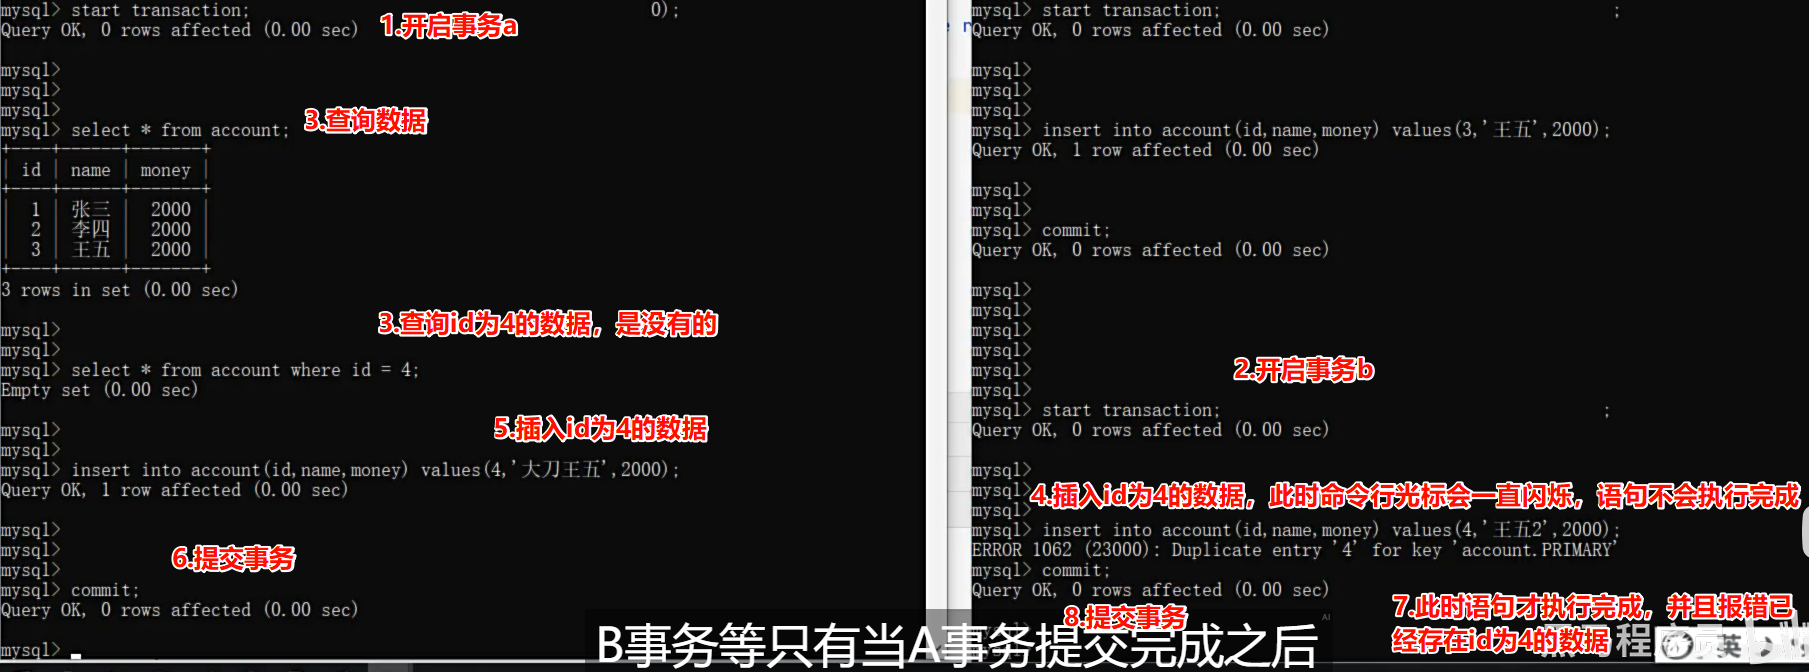 mysql> start transaction;
0);
Query OK, 0 rows affected (0.00 sec)
1.开启事务a
mysql>
mysql>
mysql>
mysql> select * from account;
3.查询数据
+----+------+-------+
| id | name | money |
+----+------+-------+
| 1 | 张三 | 2000 |
| 2 | 李四 | 2000 |
| 3 | 王五 | 2000 |
+----+------+-------+
3 rows in set (0.00 sec)
3.查询id为4的数据，是没有的
mysql>
mysql>
mysql> select * from account where id = 4;
Empty set (0.00 sec)
5.插入id为4的数据
mysql>
mysql>
mysql> insert into account(id,name,money) values(4,'大刀王五',2000);
Query OK, 1 row affected (0.00 sec)
mysql>
mysql>
6.提交事务
mysql>
mysql> commit;
Query OK, 0 rows affected (0.00 sec)
mysql>
mysql> start transaction;
;
Query OK, 0 rows affected (0.00 sec)
mysql>
mysql>
mysql>
mysql> insert into account(id,name,money) values(3,'王五',2000);
Query OK, 1 row affected (0.00 sec)
mysql>
mysql>
mysql> commit;
Query OK, 0 rows affected (0.00 sec)
mysql>
mysql>
mysql>
mysql>
mysql>
2.开启事务b
mysql>
mysql> start transaction;
;
Query OK, 0 rows affected (0.00 sec)
mysql>
mysql>
4.插入id为4的数据，此时命令行光标会一直闪烁，语句不会执行完成
mysql>
mysql> insert into account(id,name,money) values(4,'王五2',2000);
ERROR 1062 (23000): Duplicate entry '4' for key 'account.PRIMARY'
mysql> commit;
Query OK, 0 rows affected (0.00 sec)
8.提交事务
7.此时语句才执行完成，并且报错已
经存在id为4的数据
mysql>
AI
B事务等只有当A事务提交完成之后
英